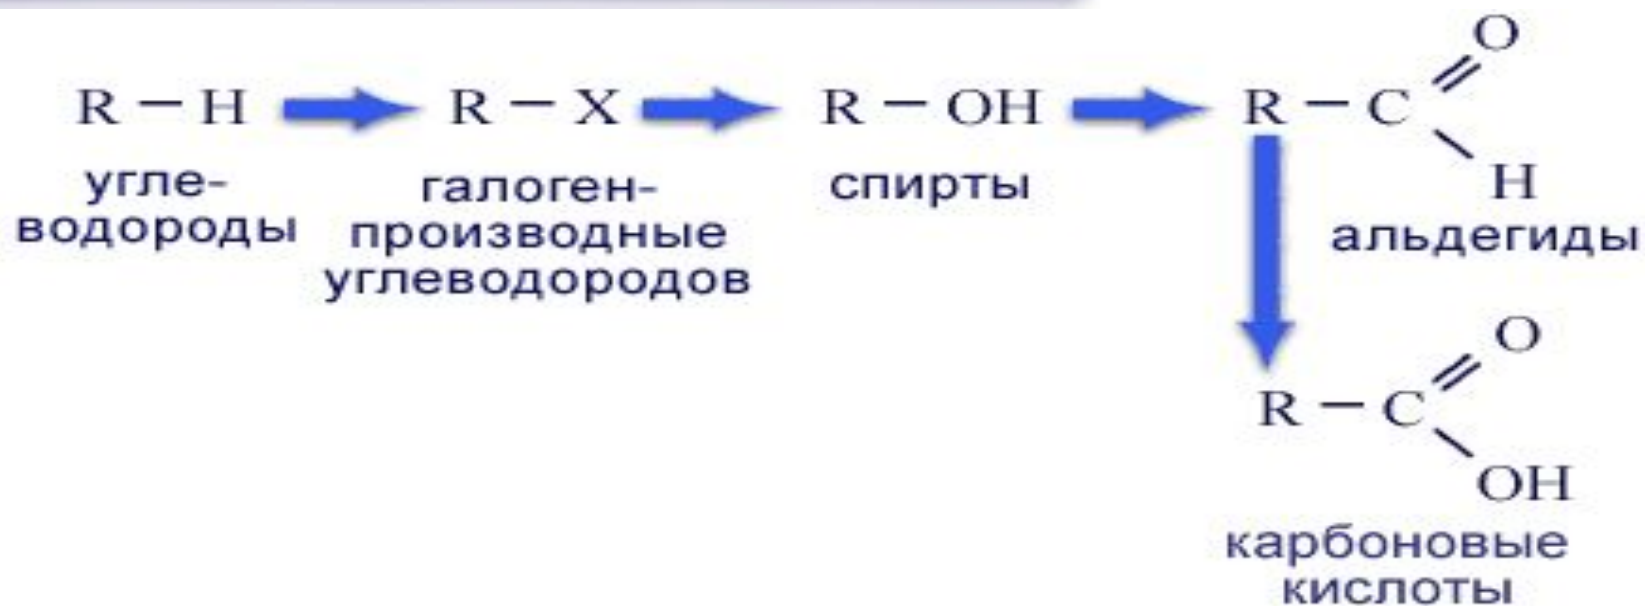 R – H R – X R – OH R – C
O
H
угле-
водороды
галоген-
производные
углеводородов
спирты
альдегиды
R – C
O
OH
карбоновые
кислоты